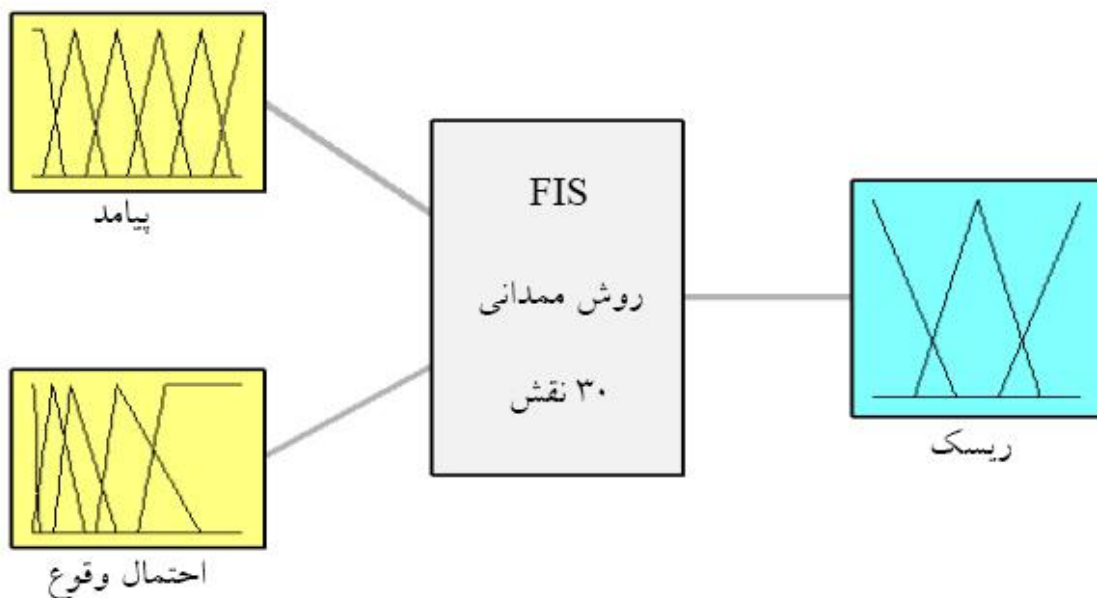 پیامد
FIS
روش ممدانی
۳۰ نقش
ریسک
احتمال وقوع